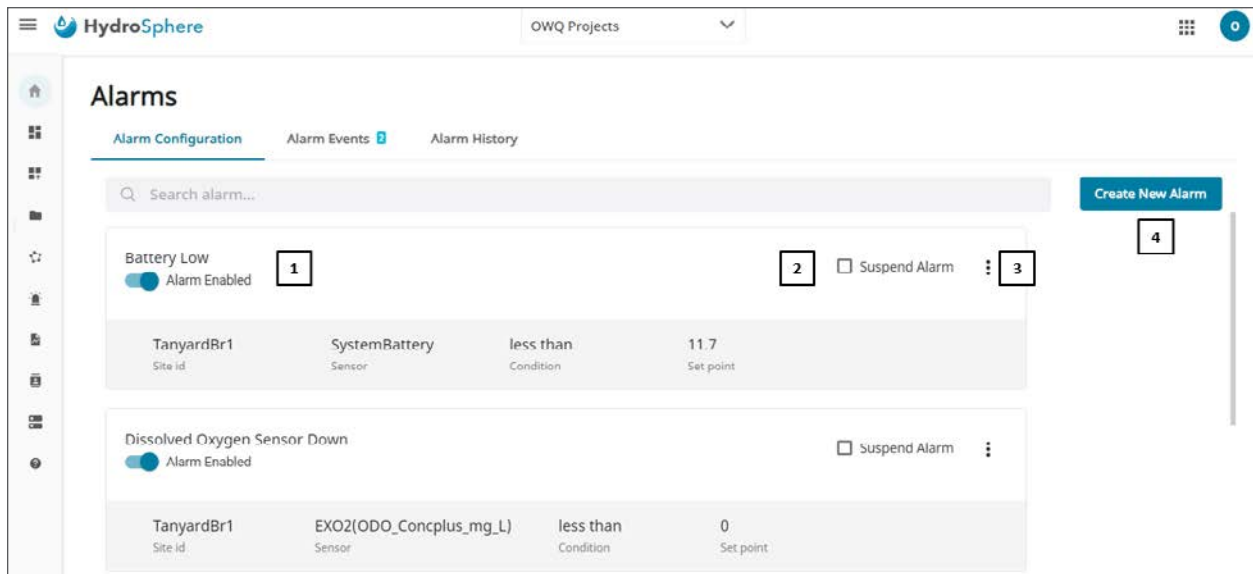 HydroSphere
OWQ Projects
O
Alarms
Alarm Configuration Alarm Events 2 Alarm History
Search alarm...
Create New Alarm
4
Battery Low
Alarm Enabled
1
2
Suspend Alarm
3
TanyardBr1 SystemBattery less than 11.7
Site id Sensor Condition Set point
Dissolved Oxygen Sensor Down
Alarm Enabled
Suspend Alarm
TanyardBr1 EXO2(ODO_Concplus_mg_L) less than 0
Site id Sensor Condition Set point